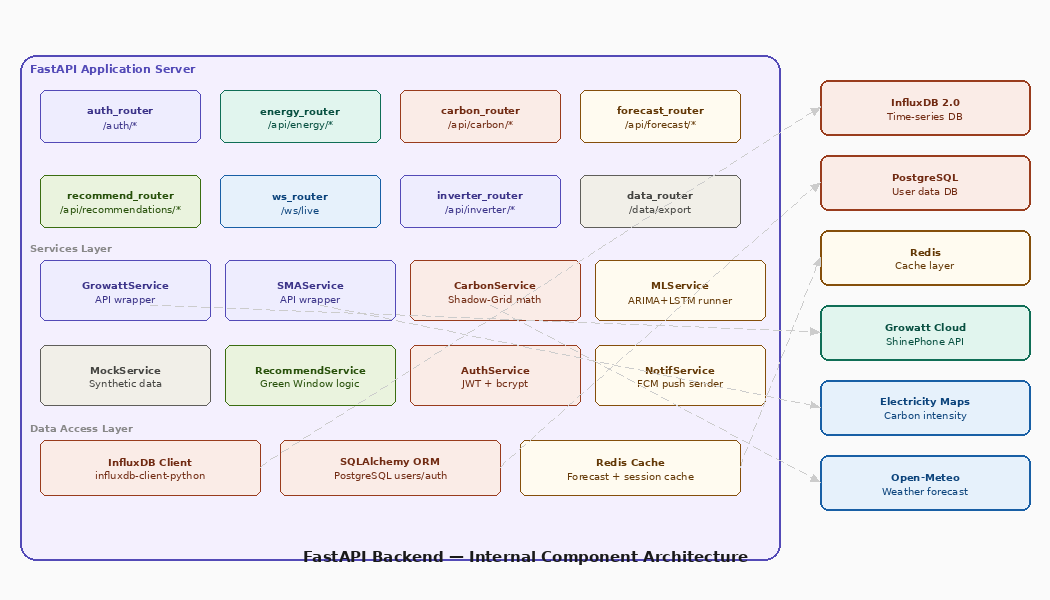 FastAPI Application Server
auth_router
/auth/*
energy_router
/api/energy/*
carbon_router
/api/carbon/*
forecast_router
/api/forecast/*
recommend_router
/api/recommendations/*
ws_router
/ws/live
inverter_router
/api/inverter/*
data_router
/data/export
Services Layer
GrowattService
API wrapper
SMAService
API wrapper
CarbonService
Shadow-Grid math
MLService
ARIMA+LSTM runner
MockService
Synthetic data
RecommendService
Green Window logic
AuthService
JWT + bcrypt
NotifService
FCM push sender
Data Access Layer
InfluxDB Client
influxdb-client-python
SQLAlchemy ORM
PostgreSQL users/auth
Redis Cache
Forecast + session cache
InfluxDB 2.0
Time-series DB
PostgreSQL
User data DB
Redis
Cache layer
Growatt Cloud
ShinePhone API
Electricity Maps
Carbon intensity
Open-Meteo
Weather forecast
FastAPI Backend — Internal Component Architecture